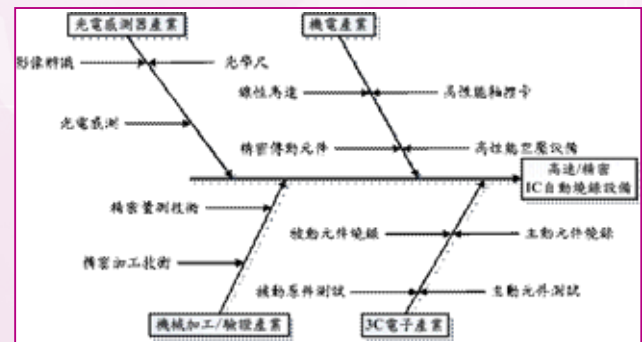 光電感測器產業
機電產業
影像辨識
光學尺
線性馬達
高性能軸控卡
光電感測
精密傳動元件
高性能空壓設備
高速/精密
IC自動燒錄設備
精密量測技術
被動元件燒錄
主動元件燒錄
精密加工技術
被動原件測試
主動元件測試
機械加工/驗證產業
3C電子產業